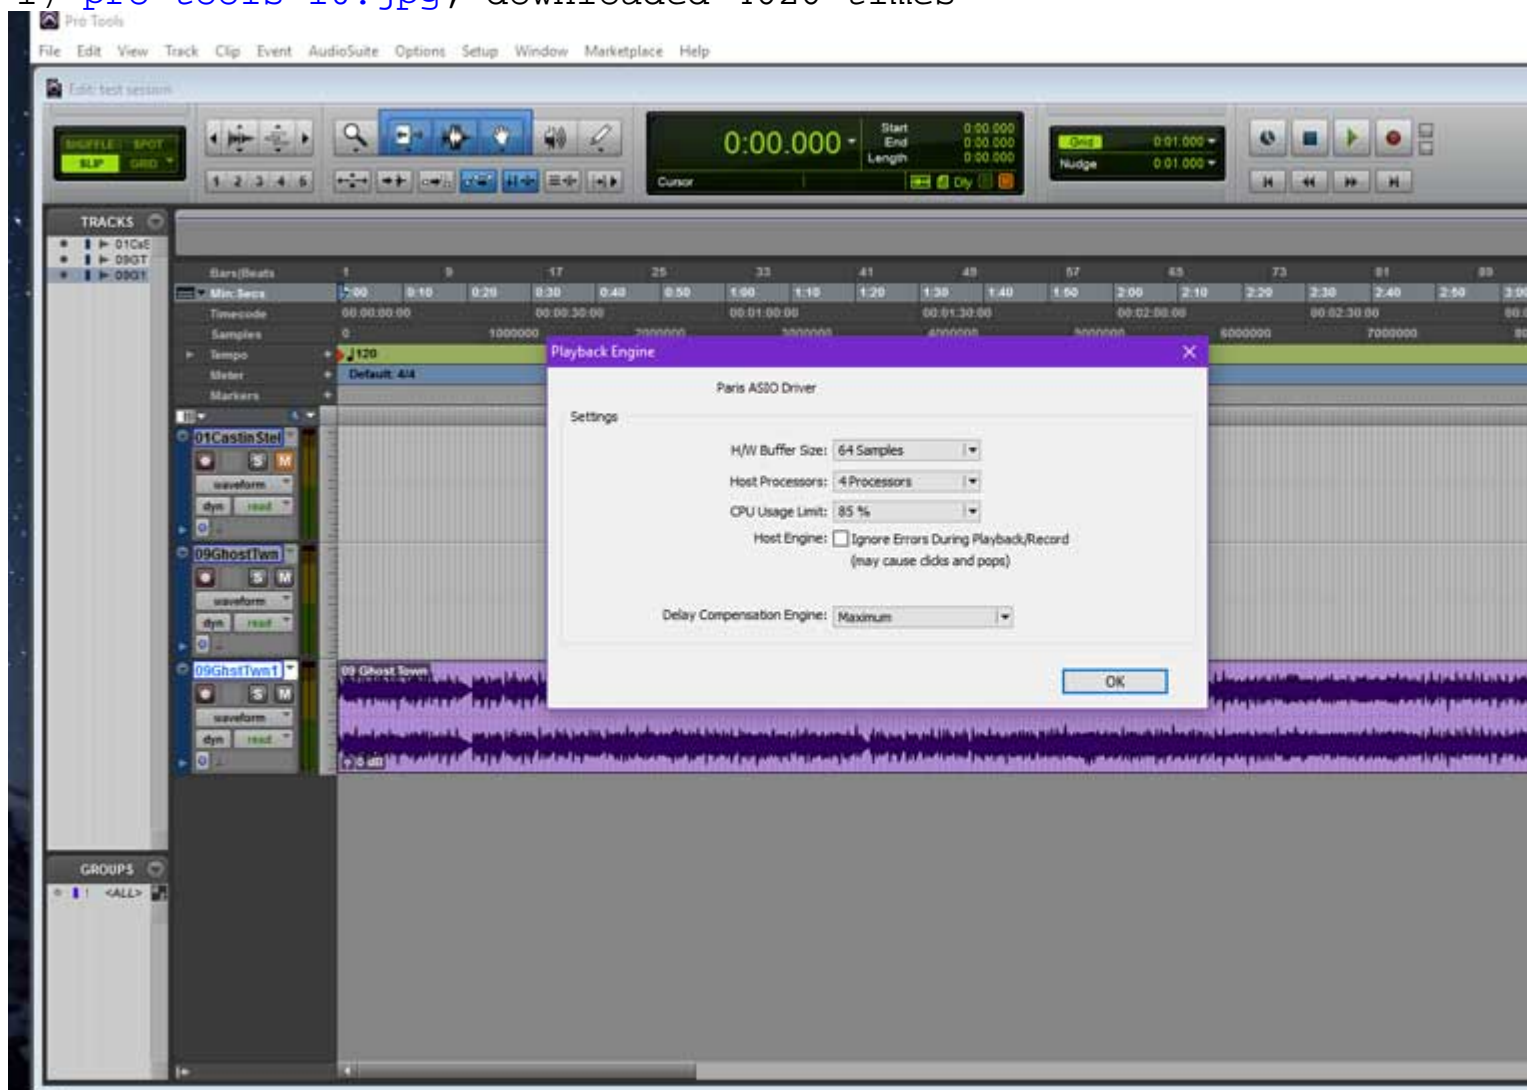 Pro Tools
File Edit View Track Clip Event AudioSuite Options Setup Window Marketplace Help
Edit: test session
SHUFFLE SPOT
SLIP GRID
1 2 3 4 5
0:00.000
Start 0:00.000
End 0:00.000
Length 0:00.000
Cursor
Dly
Grid 0:01.000
Nudge 0:01.000
TRACKS
01CsS
09GT
09GT
Bars|Beats 1 9 17 25 33 41 49 57 65 73 81 89
Min:Secs 0:00 0:10 0:20 0:30 0:40 0:50 1:00 1:10 1:20 1:30 1:40 1:50 2:00 2:10 2:20 2:30 2:40 2:50
Timecode 00:00:00:00 00:00:30:00 00:01:00:00 00:01:30:00 00:02:00:00 00:02:30:00
Samples 0 1000000 2000000 3000000 4000000 5000000 6000000 7000000
Tempo 120
Meter Default: 4/4
Markers
Playback Engine
Paris ASIO Driver
Settings
H/W Buffer Size: 64 Samples
Host Processors: 4 Processors
CPU Usage Limit: 85 %
Host Engine: Ignore Errors During Playback/Record
(may cause clicks and pops)
Delay Compensation Engine: Maximum
OK
01CastinStel
S M
waveform
dyn read
09GhostTwn
S M
waveform
dyn read
09GhstTwn1
S M
waveform
dyn read
09 Ghost Town
0 dB
GROUPS
! <ALL>